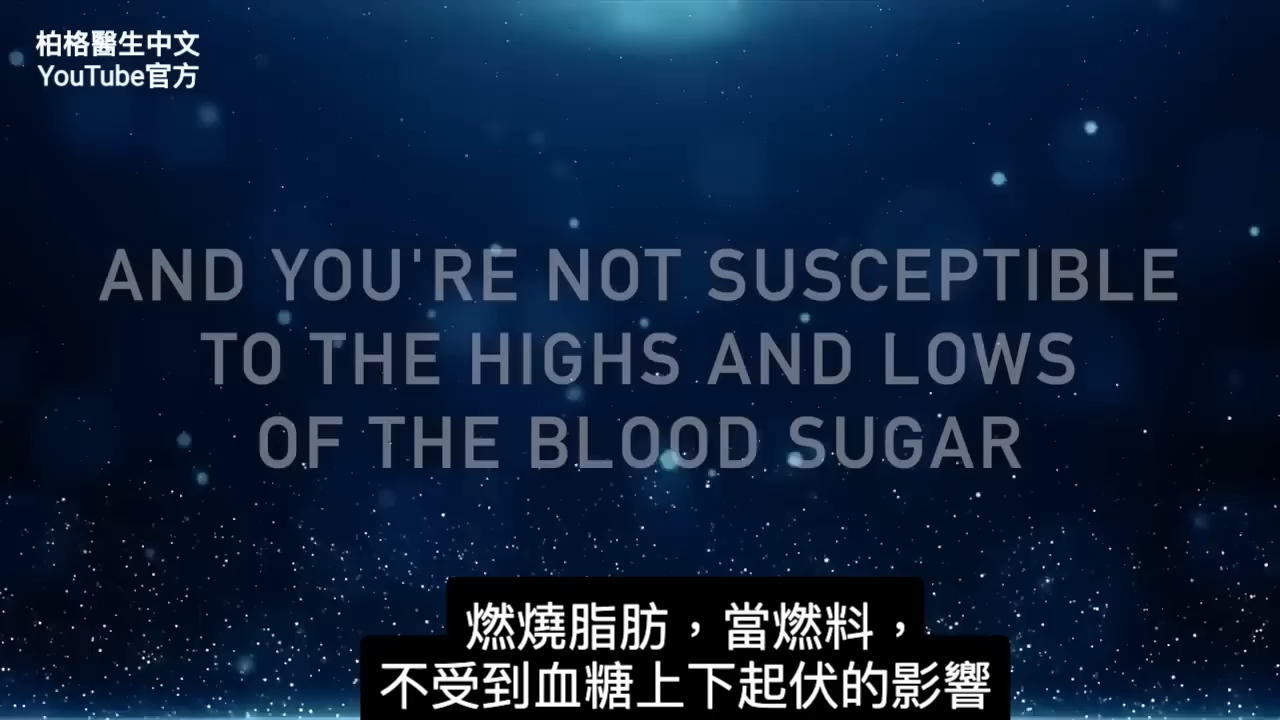 柏格醫生中文
YouTube官方
AND YOU'RE NOT SUSCEPTIBLE
TO THE HIGHS AND LOWS
OF THE BLOOD SUGAR
燃燒脂肪，當燃料，
不受到血糖上下起伏的影響